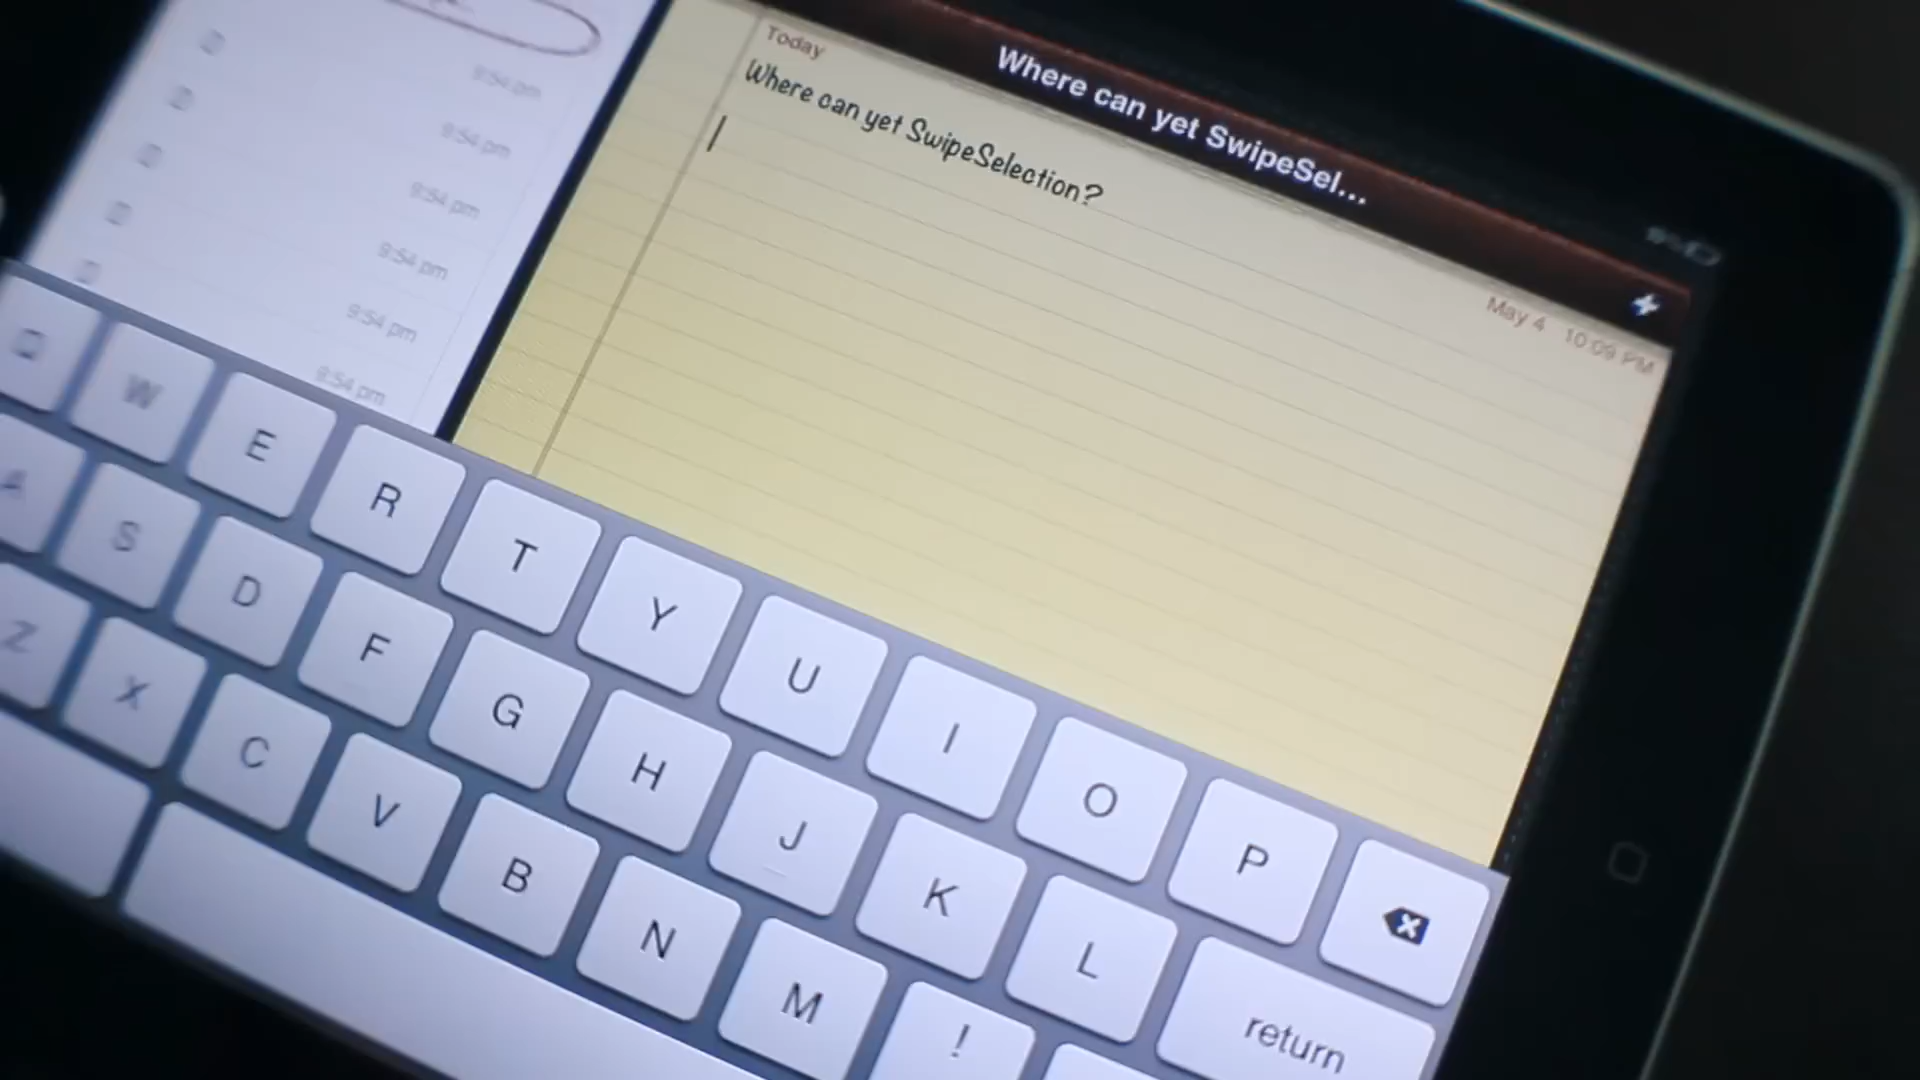 Where can yet SwipeSel...
Today
May 4 10:09 PM
Where can yet SwipeSelection?
9:54 pm
9:54 pm
9:54 pm
9:54 pm
9:54 pm
9:54 pm
W E R T Y U I O P
A S D F G H J K L return
Z X C V B N M !